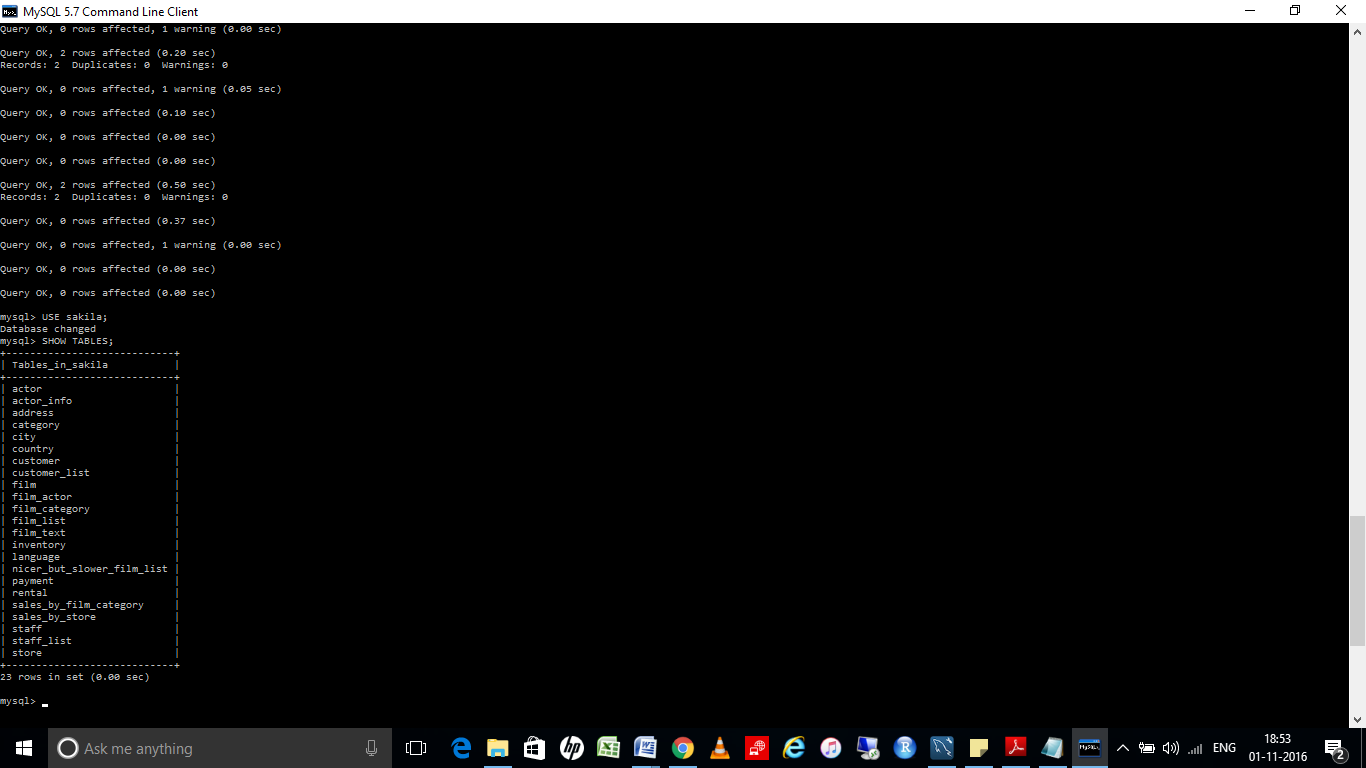 MySQL 5.7 Command Line Client
Query OK, 0 rows affected, 1 warning (0.00 sec)
Query OK, 2 rows affected (0.20 sec)
Records: 2  Duplicates: 0  Warnings: 0
Query OK, 0 rows affected, 1 warning (0.05 sec)
Query OK, 0 rows affected (0.10 sec)
Query OK, 0 rows affected (0.00 sec)
Query OK, 0 rows affected (0.00 sec)
Query OK, 2 rows affected (0.50 sec)
Records: 2  Duplicates: 0  Warnings: 0
Query OK, 0 rows affected (0.37 sec)
Query OK, 0 rows affected, 1 warning (0.00 sec)
Query OK, 0 rows affected (0.00 sec)
Query OK, 0 rows affected (0.00 sec)
mysql> USE sakila;
Database changed
mysql> SHOW TABLES;
+----------------------------+
| Tables_in_sakila           |
+----------------------------+
| actor                      |
| actor_info                 |
| address                    |
| category                   |
| city                       |
| country                    |
| customer                   |
| customer_list              |
| film                       |
| film_actor                 |
| film_category              |
| film_list                  |
| film_text                  |
| inventory                  |
| language                   |
| nicer_but_slower_film_list |
| payment                    |
| rental                     |
| sales_by_film_category     |
| sales_by_store             |
| staff                      |
| staff_list                 |
| store                      |
+----------------------------+
23 rows in set (0.00 sec)
mysql> _
Ask me anything
ENG
18:53
01-11-2016
2